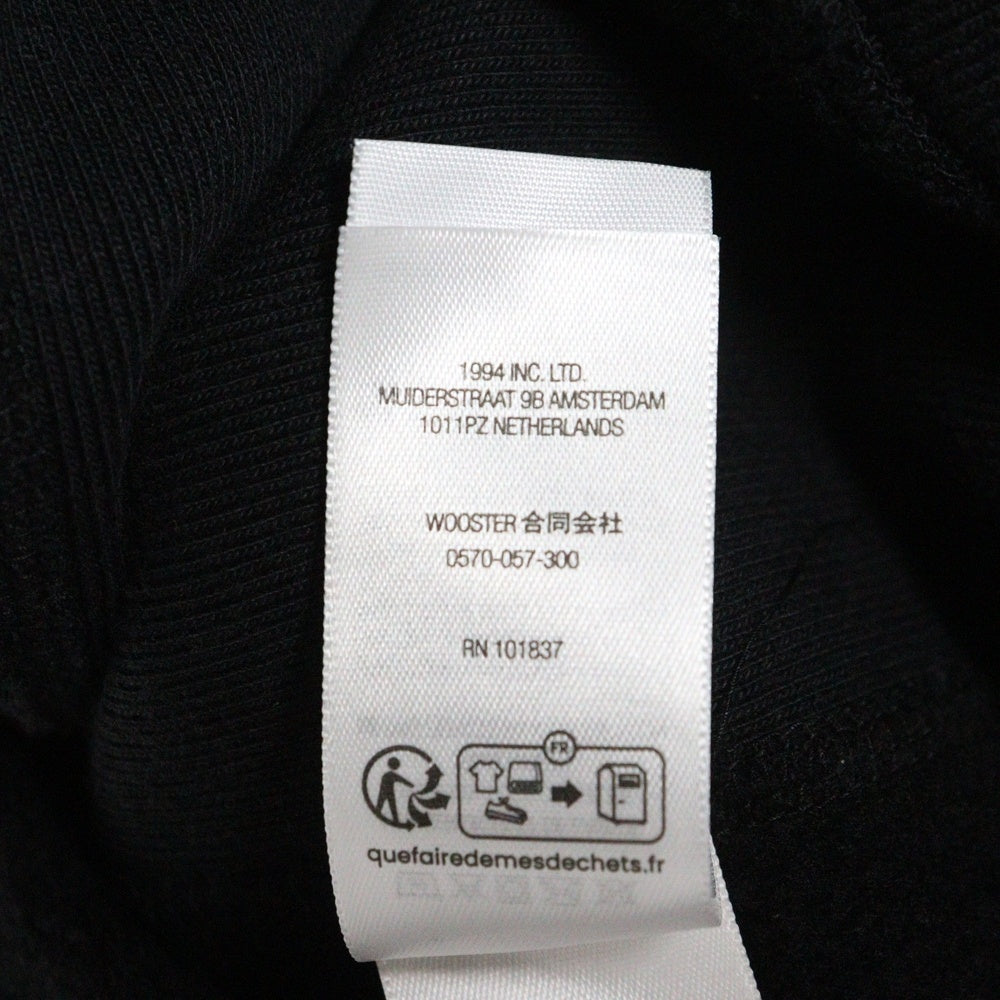 1994 INC. LTD.
MUIDERSTRAAT 9B AMSTERDAM
1011PZ NETHERLANDS
WOOSTER 合同会社
0570-057-300
RN 101837
FR
quefairedemesdechets.fr